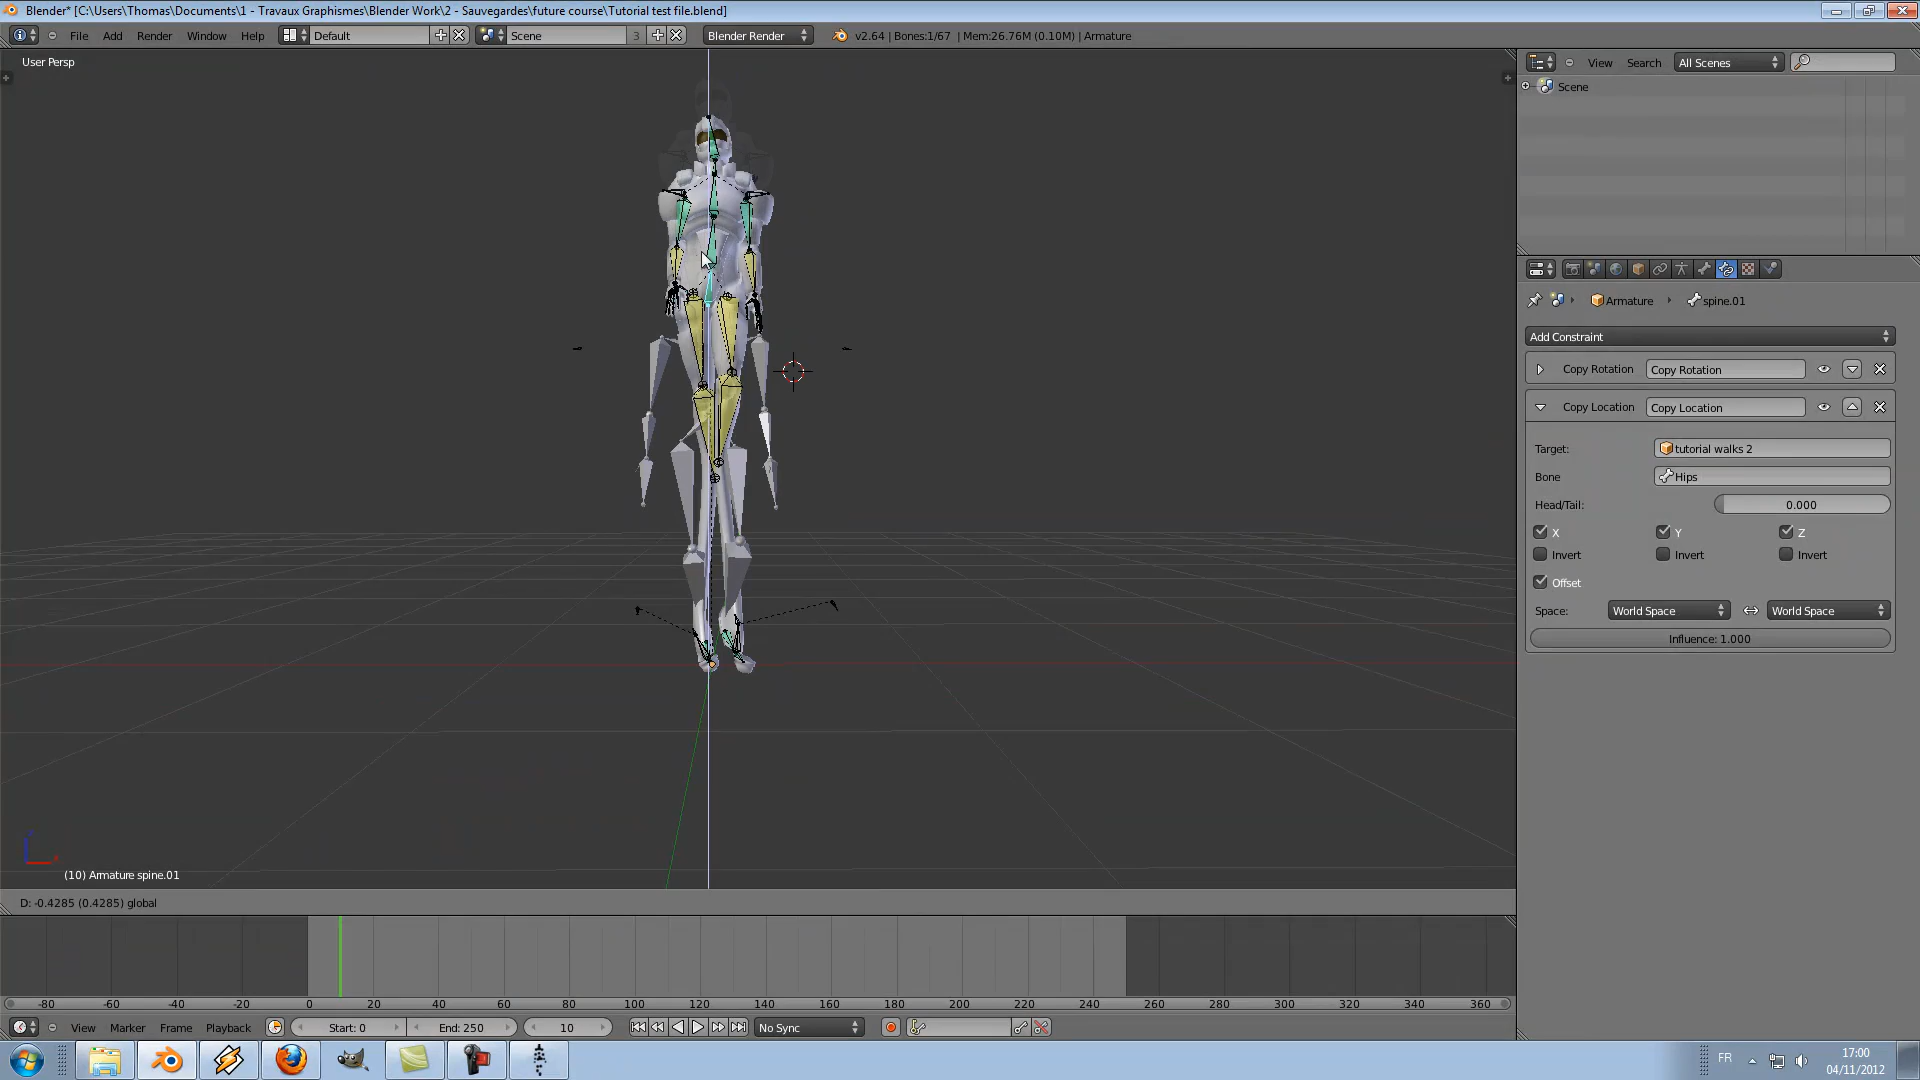 Blender* [C:\Users\Thomas\Documents\1 - Travaux Graphismes\Blender Work\2 - Sauvegardes\future course\Tutorial test file.blend]
File Add Render Window Help Default Scene 3 Blender Render v2.64 | Bones:1/67 | Mem:26.76M (0.10M) | Armature
User Persp
View Search All Scenes
Scene
Armature spine.01
Add Constraint
Copy Rotation Copy Rotation
Copy Location Copy Location
Target: tutorial walks 2
Bone Hips
Head/Tail: 0.000
X Y Z
Invert Invert Invert
Offset
Space: World Space World Space
Influence: 1.000
(10) Armature spine.01
D: -0.4285 (0.4285) global
-80 -60 -40 -20 0 20 40 60 80 100 120 140 160 180 200 220 240 260 280 300 320 340 360
View Marker Frame Playback Start: 0 End: 250 10 No Sync
FR 17:00
04/11/2012